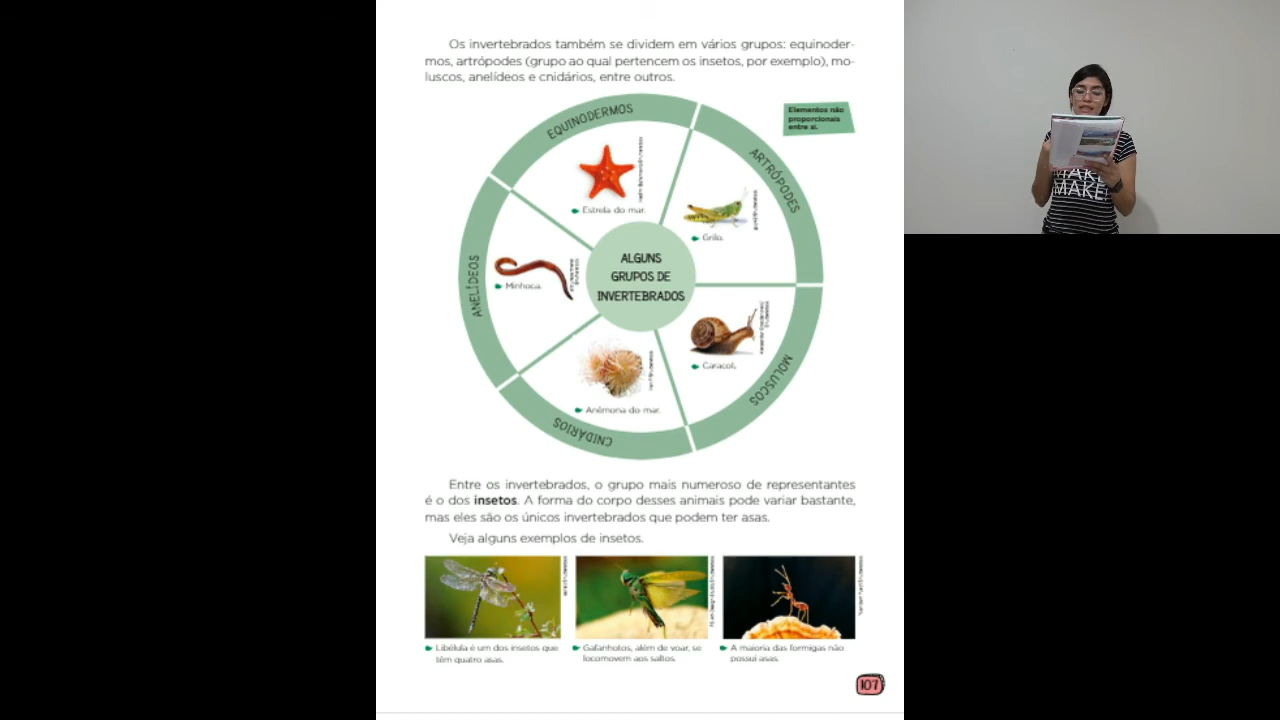 Os invertebrados também se dividem em vários grupos: equinoder-
mos, artrópodes (grupo ao qual pertencem os insetos, por exemplo), mo-
luscos, anelídeos e cnidários, entre outros.
Elementos não
proporcionais
entre si.
EQUINODERMOS
Estrela do mar.
ARTRÓPODES
Grilo.
ANELÍDEOS
Minhoca.
ALGUNS
GRUPOS DE
INVERTEBRADOS
MOLUSCOS
Caracol.
CNIDÁRIOS
Anêmona do mar.
Entre os invertebrados, o grupo mais numeroso de representantes
é o dos insetos. A forma do corpo desses animais pode variar bastante,
mas eles são os únicos invertebrados que podem ter asas.
Veja alguns exemplos de insetos.
Libélula é um dos insetos que
têm quatro asas.
Gafanhotos, além de voar, se
locomovem aos saltos.
A maioria das formigas não
possui asas.
107
MAKE
MAKER